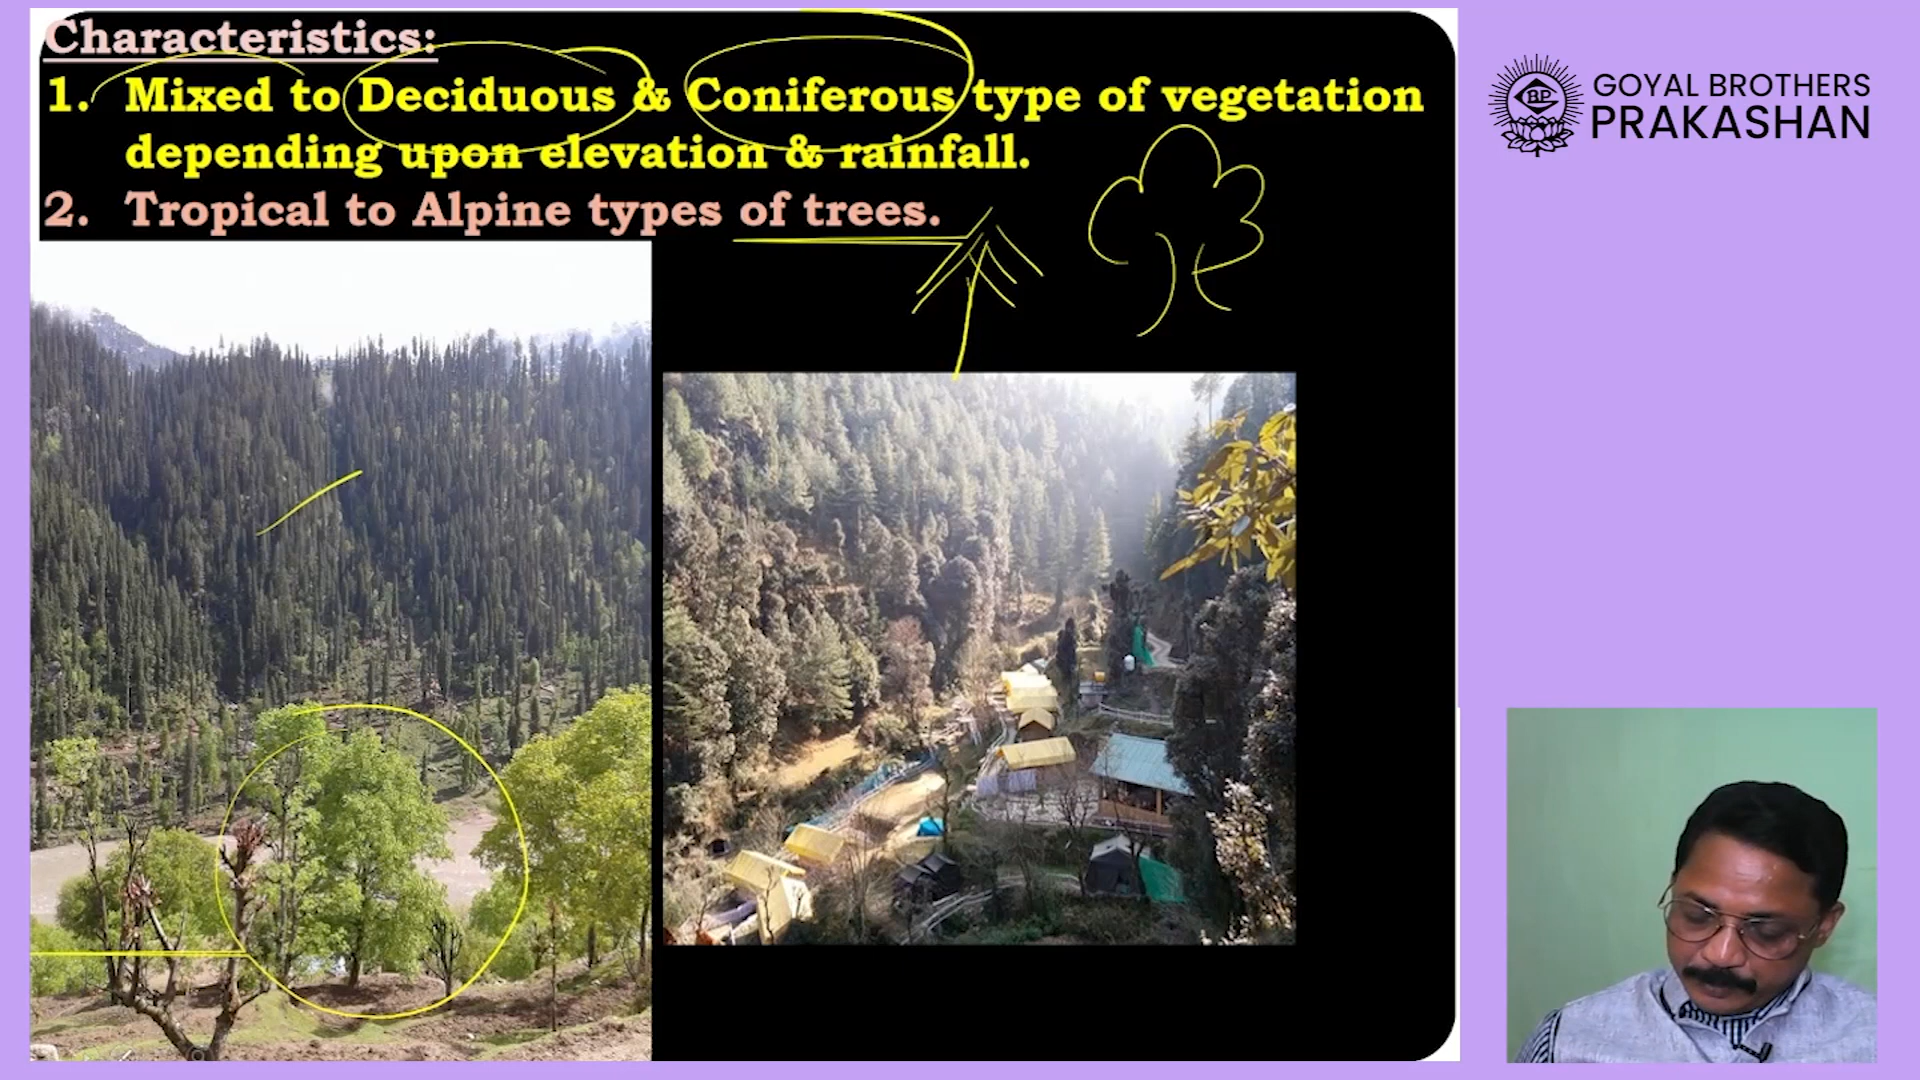 Characteristics:
1. Mixed to Deciduous & Coniferous type of vegetation
depending upon elevation & rainfall.
2. Tropical to Alpine types of trees.
BP
GOYAL BROTHERS
PRAKASHAN